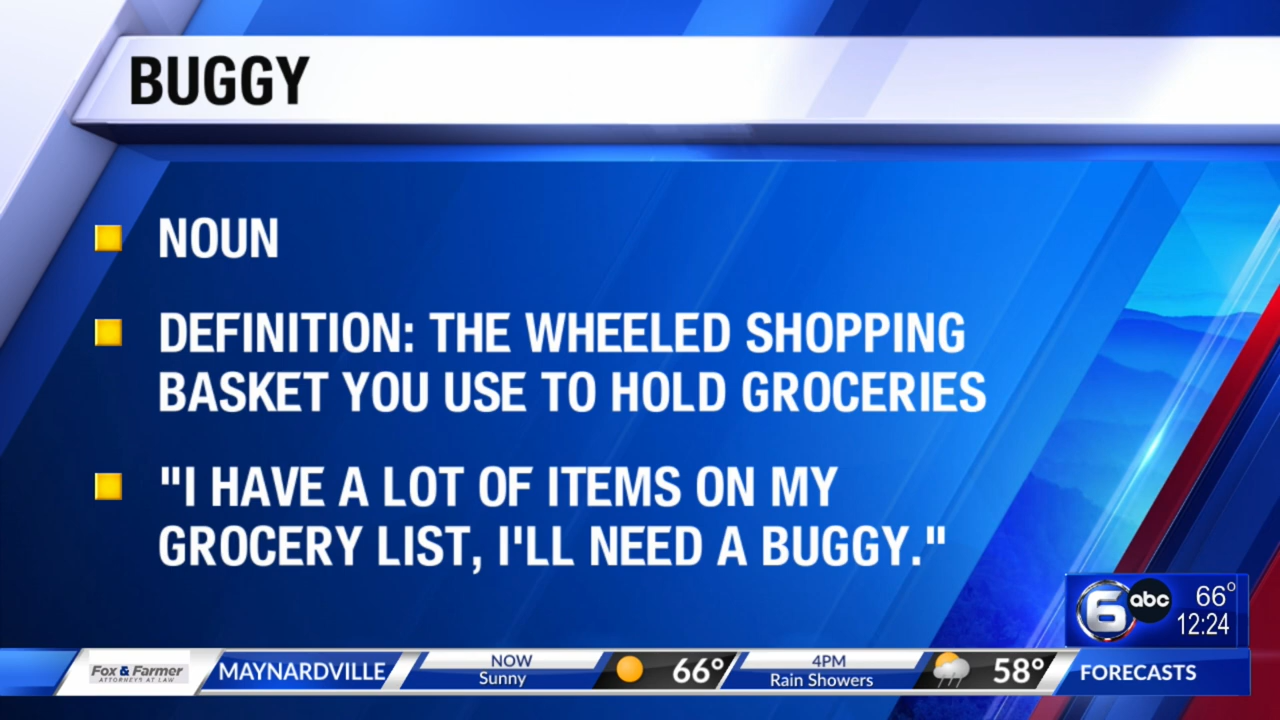 BUGGY
NOUN
DEFINITION: THE WHEELED SHOPPING
BASKET YOU USE TO HOLD GROCERIES
"I HAVE A LOT OF ITEMS ON MY
GROCERY LIST, I'LL NEED A BUGGY."
6 abc 66°
12:24
Fox & Farmer
ATTORNEYS AT LAW
MAYNARDVILLE
NOW
Sunny
66°
4PM
Rain Showers
58°
FORECASTS